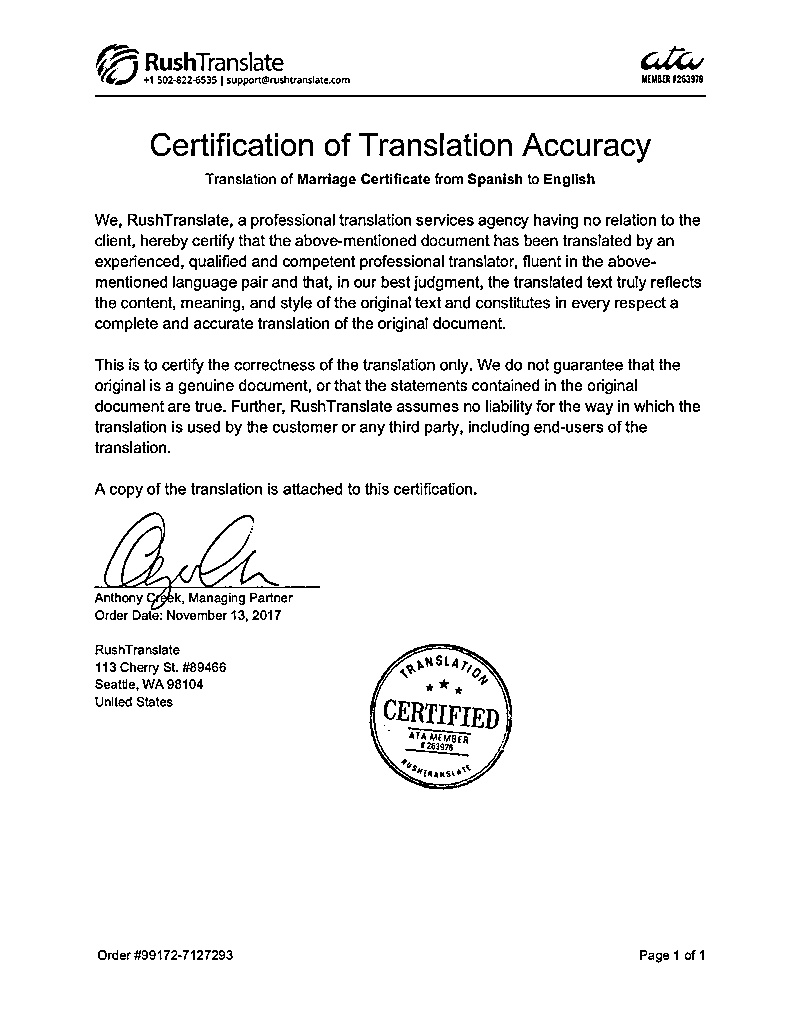 RushTranslate
+1 502-822-6535 | support@rushtranslate.com
ata
MEMBER #263976
Certification of Translation Accuracy
Translation of Marriage Certificate from Spanish to English
We, RushTranslate, a professional translation services agency having no relation to the
client, hereby certify that the above-mentioned document has been translated by an
experienced, qualified and competent professional translator, fluent in the above-
mentioned language pair and that, in our best judgment, the translated text truly reflects
the content, meaning, and style of the original text and constitutes in every respect a
complete and accurate translation of the original document.
This is to certify the correctness of the translation only. We do not guarantee that the
original is a genuine document, or that the statements contained in the original
document are true. Further, RushTranslate assumes no liability for the way in which the
translation is used by the customer or any third party, including end-users of the
translation.
A copy of the translation is attached to this certification.
Anthony Creek, Managing Partner
Order Date: November 13, 2017
RushTranslate
113 Cherry St. #89466
Seattle, WA 98104
United States
TRANSLATION
CERTIFIED
ATA MEMBER
#263976
RUSHTRANSLATE
Order #99172-7127293
Page 1 of 1